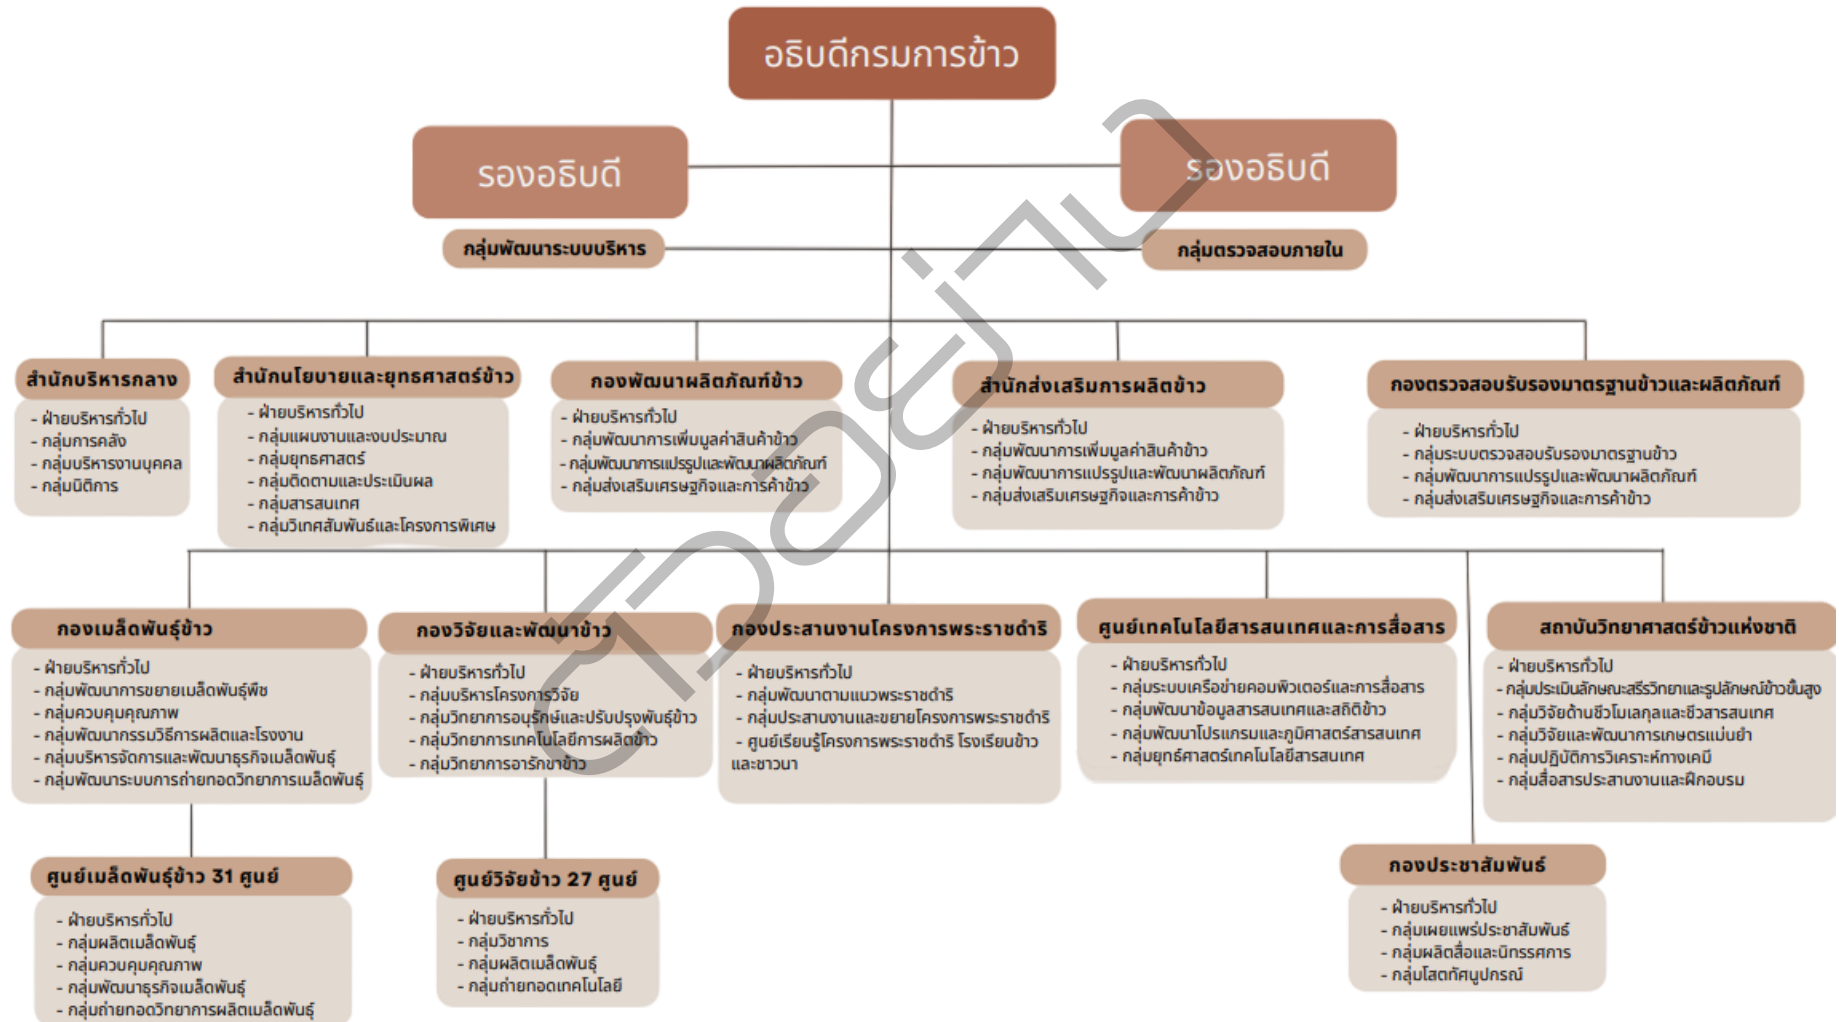 อธิบดีกรมการข้าว
รองอธิบดี
รองอธิบดี
กลุ่มพัฒนาระบบบริหาร
กลุ่มตรวจสอบภายใน
สำนักบริหารกลาง
- ฝ่ายบริหารทั่วไป
- กลุ่มการคลัง
- กลุ่มบริหารงานบุคคล
- กลุ่มนิติการ
สำนักนโยบายและยุทธศาสตร์ข้าว
- ฝ่ายบริหารทั่วไป
- กลุ่มแผนงานและงบประมาณ
- กลุ่มยุทธศาสตร์
- กลุ่มติดตามและประเมินผล
- กลุ่มสารสนเทศ
- กลุ่มวิเทศสัมพันธ์และโครงการพิเศษ
กองพัฒนาผลิตภัณฑ์ข้าว
- ฝ่ายบริหารทั่วไป
- กลุ่มพัฒนาการเพิ่มมูลค่าสินค้าข้าว
- กลุ่มพัฒนาการแปรรูปและพัฒนาผลิตภัณฑ์
- กลุ่มส่งเสริมเศรษฐกิจและการค้าข้าว
สำนักส่งเสริมการผลิตข้าว
- ฝ่ายบริหารทั่วไป
- กลุ่มพัฒนาการเพิ่มมูลค่าสินค้าข้าว
- กลุ่มพัฒนาการแปรรูปและพัฒนาผลิตภัณฑ์
- กลุ่มส่งเสริมเศรษฐกิจและการค้าข้าว
กองตรวจสอบรับรองมาตรฐานข้าวและผลิตภัณฑ์
- ฝ่ายบริหารทั่วไป
- กลุ่มระบบตรวจสอบรับรองมาตรฐานข้าว
- กลุ่มพัฒนาการแปรรูปและพัฒนาผลิตภัณฑ์
- กลุ่มส่งเสริมเศรษฐกิจและการค้าข้าว
กองเมล็ดพันธุ์ข้าว
- ฝ่ายบริหารทั่วไป
- กลุ่มพัฒนาการขยายเมล็ดพันธุ์พืช
- กลุ่มควบคุมคุณภาพ
- กลุ่มพัฒนากรรมวิธีการผลิตและโรงงาน
- กลุ่มบริหารจัดการและพัฒนาธุรกิจเมล็ดพันธุ์
- กลุ่มพัฒนาระบบการถ่ายทอดวิทยาการเมล็ดพันธุ์
กองวิจัยและพัฒนาข้าว
- ฝ่ายบริหารทั่วไป
- กลุ่มบริหารโครงการวิจัย
- กลุ่มวิทยาการอนุรักษ์และปรับปรุงพันธุ์ข้าว
- กลุ่มวิทยาการเทคโนโลยีการผลิตข้าว
- กลุ่มวิทยาการอารักขาข้าว
กองประสานงานโครงการพระราชดำริ
- ฝ่ายบริหารทั่วไป
- กลุ่มพัฒนาตามแนวพระราชดำริ
- กลุ่มประสานงานและขยายโครงการพระราชดำริ
- ศูนย์เรียนรู้โครงการพระราชดำริ โรงเรียนข้าว
และชาวนา
ศูนย์เทคโนโลยีสารสนเทศและการสื่อสาร
- ฝ่ายบริหารทั่วไป
- กลุ่มระบบเครือข่ายคอมพิวเตอร์และการสื่อสาร
- กลุ่มพัฒนาข้อมูลสารสนเทศและสถิติข้าว
- กลุ่มพัฒนาโปรแกรมและภูมิศาสตร์สารสนเทศ
- กลุ่มยุทธ์ศาสตร์เทคโนโลยีสารสนเทศ
สถาบันวิทยาศาสตร์ข้าวแห่งชาติ
- ฝ่ายบริหารทั่วไป
- กลุ่มประเมินลักษณะสรีรวิทยาและรูปลักษณ์ข้าวขั้นสูง
- กลุ่มวิจัยด้านชีวโมเลกุลและชีวสารสนเทศ
- กลุ่มวิจัยและพัฒนาการเกษตรแม่นยำ
- กลุ่มปฏิบัติการวิเคราะห์ทางเคมี
- กลุ่มสื่อสารประสานงานและฝึกอบรม
ศูนย์เมล็ดพันธุ์ข้าว 31 ศูนย์
- ฝ่ายบริหารทั่วไป
- กลุ่มผลิตเมล็ดพันธุ์
- กลุ่มควบคุมคุณภาพ
- กลุ่มพัฒนาธุรกิจเมล็ดพันธุ์
- กลุ่มถ่ายทอดวิทยาการผลิตเมล็ดพันธุ์
ศูนย์วิจัยข้าว 27 ศูนย์
- ฝ่ายบริหารทั่วไป
- กลุ่มวิชาการ
- กลุ่มผลิตเมล็ดพันธุ์
- กลุ่มถ่ายทอดเทคโนโลยี
กองประชาสัมพันธ์
- ฝ่ายบริหารทั่วไป
- กลุ่มเผยแพร่ประชาสัมพันธ์
- กลุ่มผลิตสื่อและนิทรรศการ
- กลุ่มโสตทัศนูปกรณ์
ตัวอย่าง